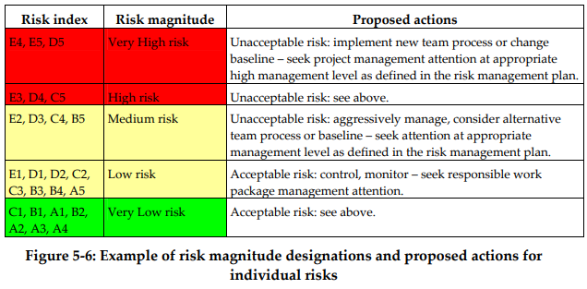 Risk index Risk magnitude Proposed actions
E4, E5, D5 Very High risk Unacceptable risk: implement new team process or change
baseline – seek project management attention at appropriate
high management level as defined in the risk management plan.
E3, D4, C5 High risk Unacceptable risk: see above.
E2, D3, C4, B5 Medium risk Unacceptable risk: aggressively manage, consider alternative
team process or baseline – seek attention at appropriate
management level as defined in the risk management plan.
E1, D1, D2, C2, Low risk Acceptable risk: control, monitor – seek responsible work
C3, B3, B4, A5 package management attention.
C1, B1, A1, B2, Very Low risk Acceptable risk: see above.
A2, A3, A4
Figure 5-6: Example of risk magnitude designations and proposed actions for
individual risks